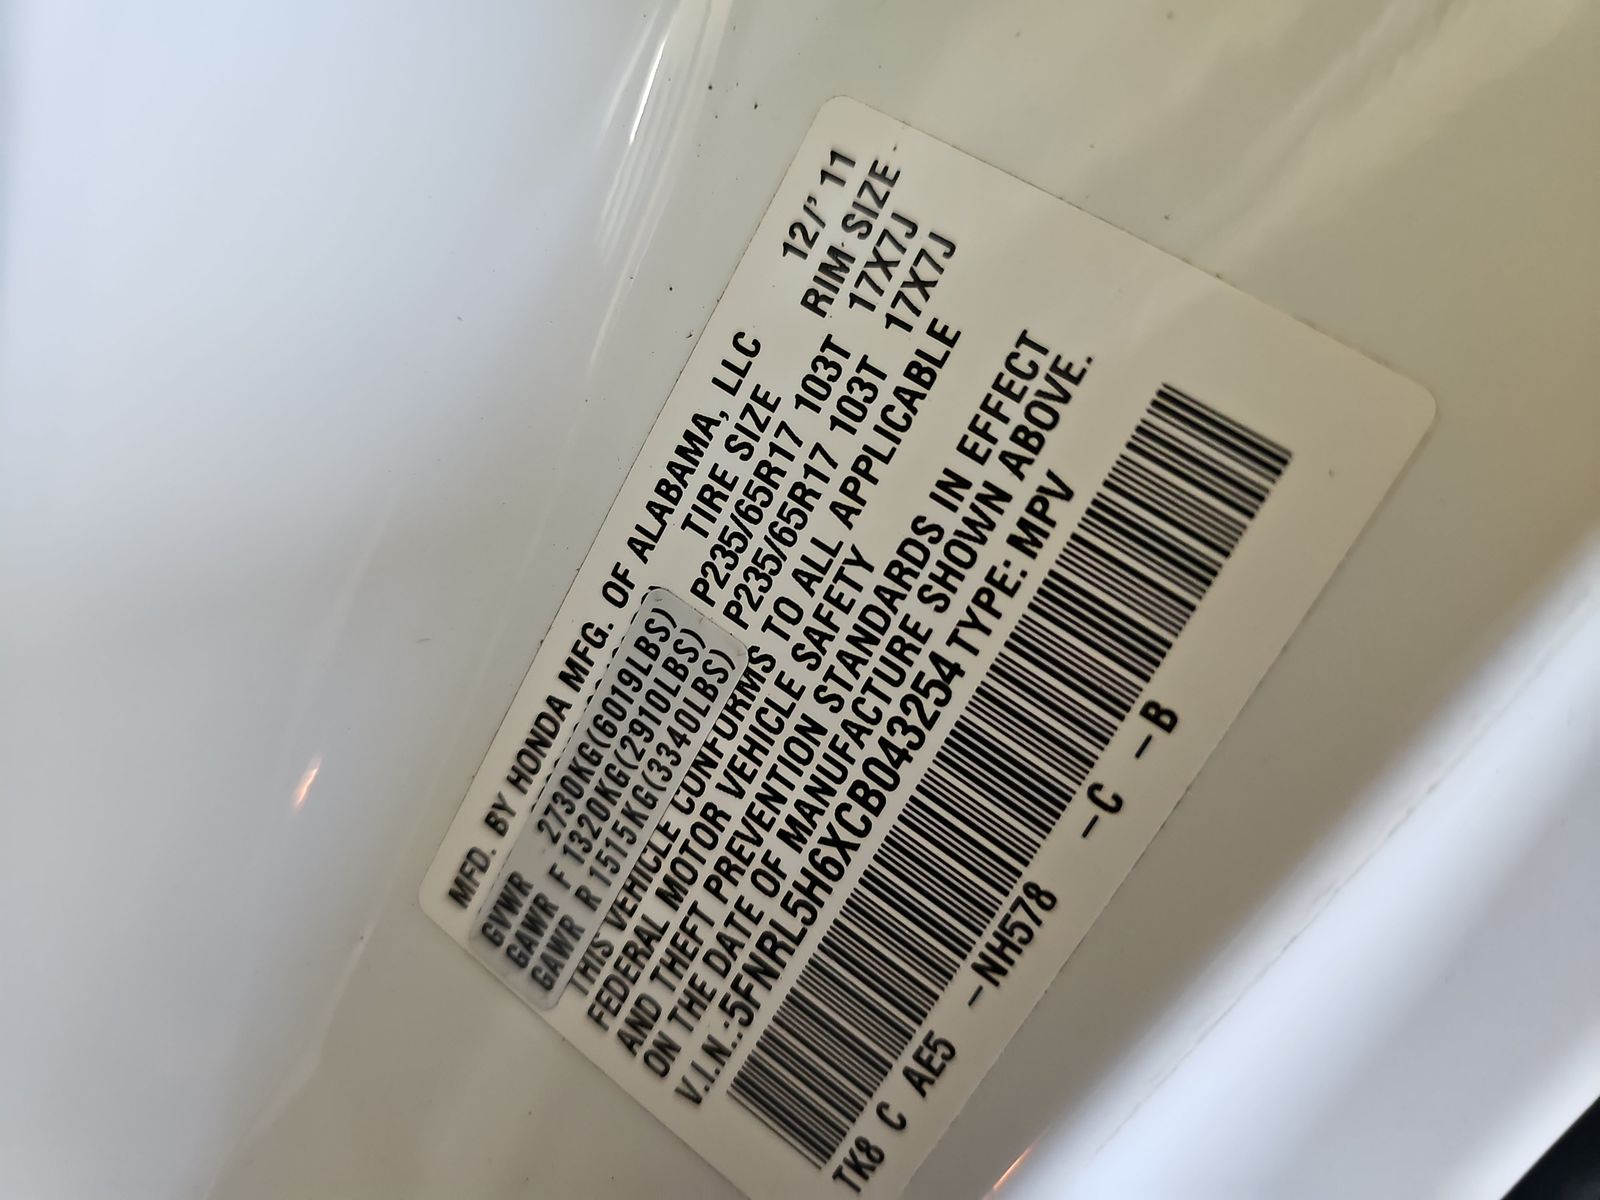 MFD. BY HONDA MFG. OF ALABAMA, LLC 12/' 11
TIRE SIZE RIM SIZE
GVWR 2730KG(6019LBS)
GAWR F 1320KG(2910LBS) P235/65R17 103T 17X7J
GAWR R 1515KG(3340LBS) P235/65R17 103T 17X7J
THIS VEHICLE CONFORMS TO ALL APPLICABLE
FEDERAL MOTOR VEHICLE SAFETY
AND THEFT PREVENTION STANDARDS IN EFFECT
ON THE DATE OF MANUFACTURE SHOWN ABOVE.
V.I.N.:5FNRL5H6XCB043254 TYPE: MPV
TK8 C AE5 -NH578 -C -B